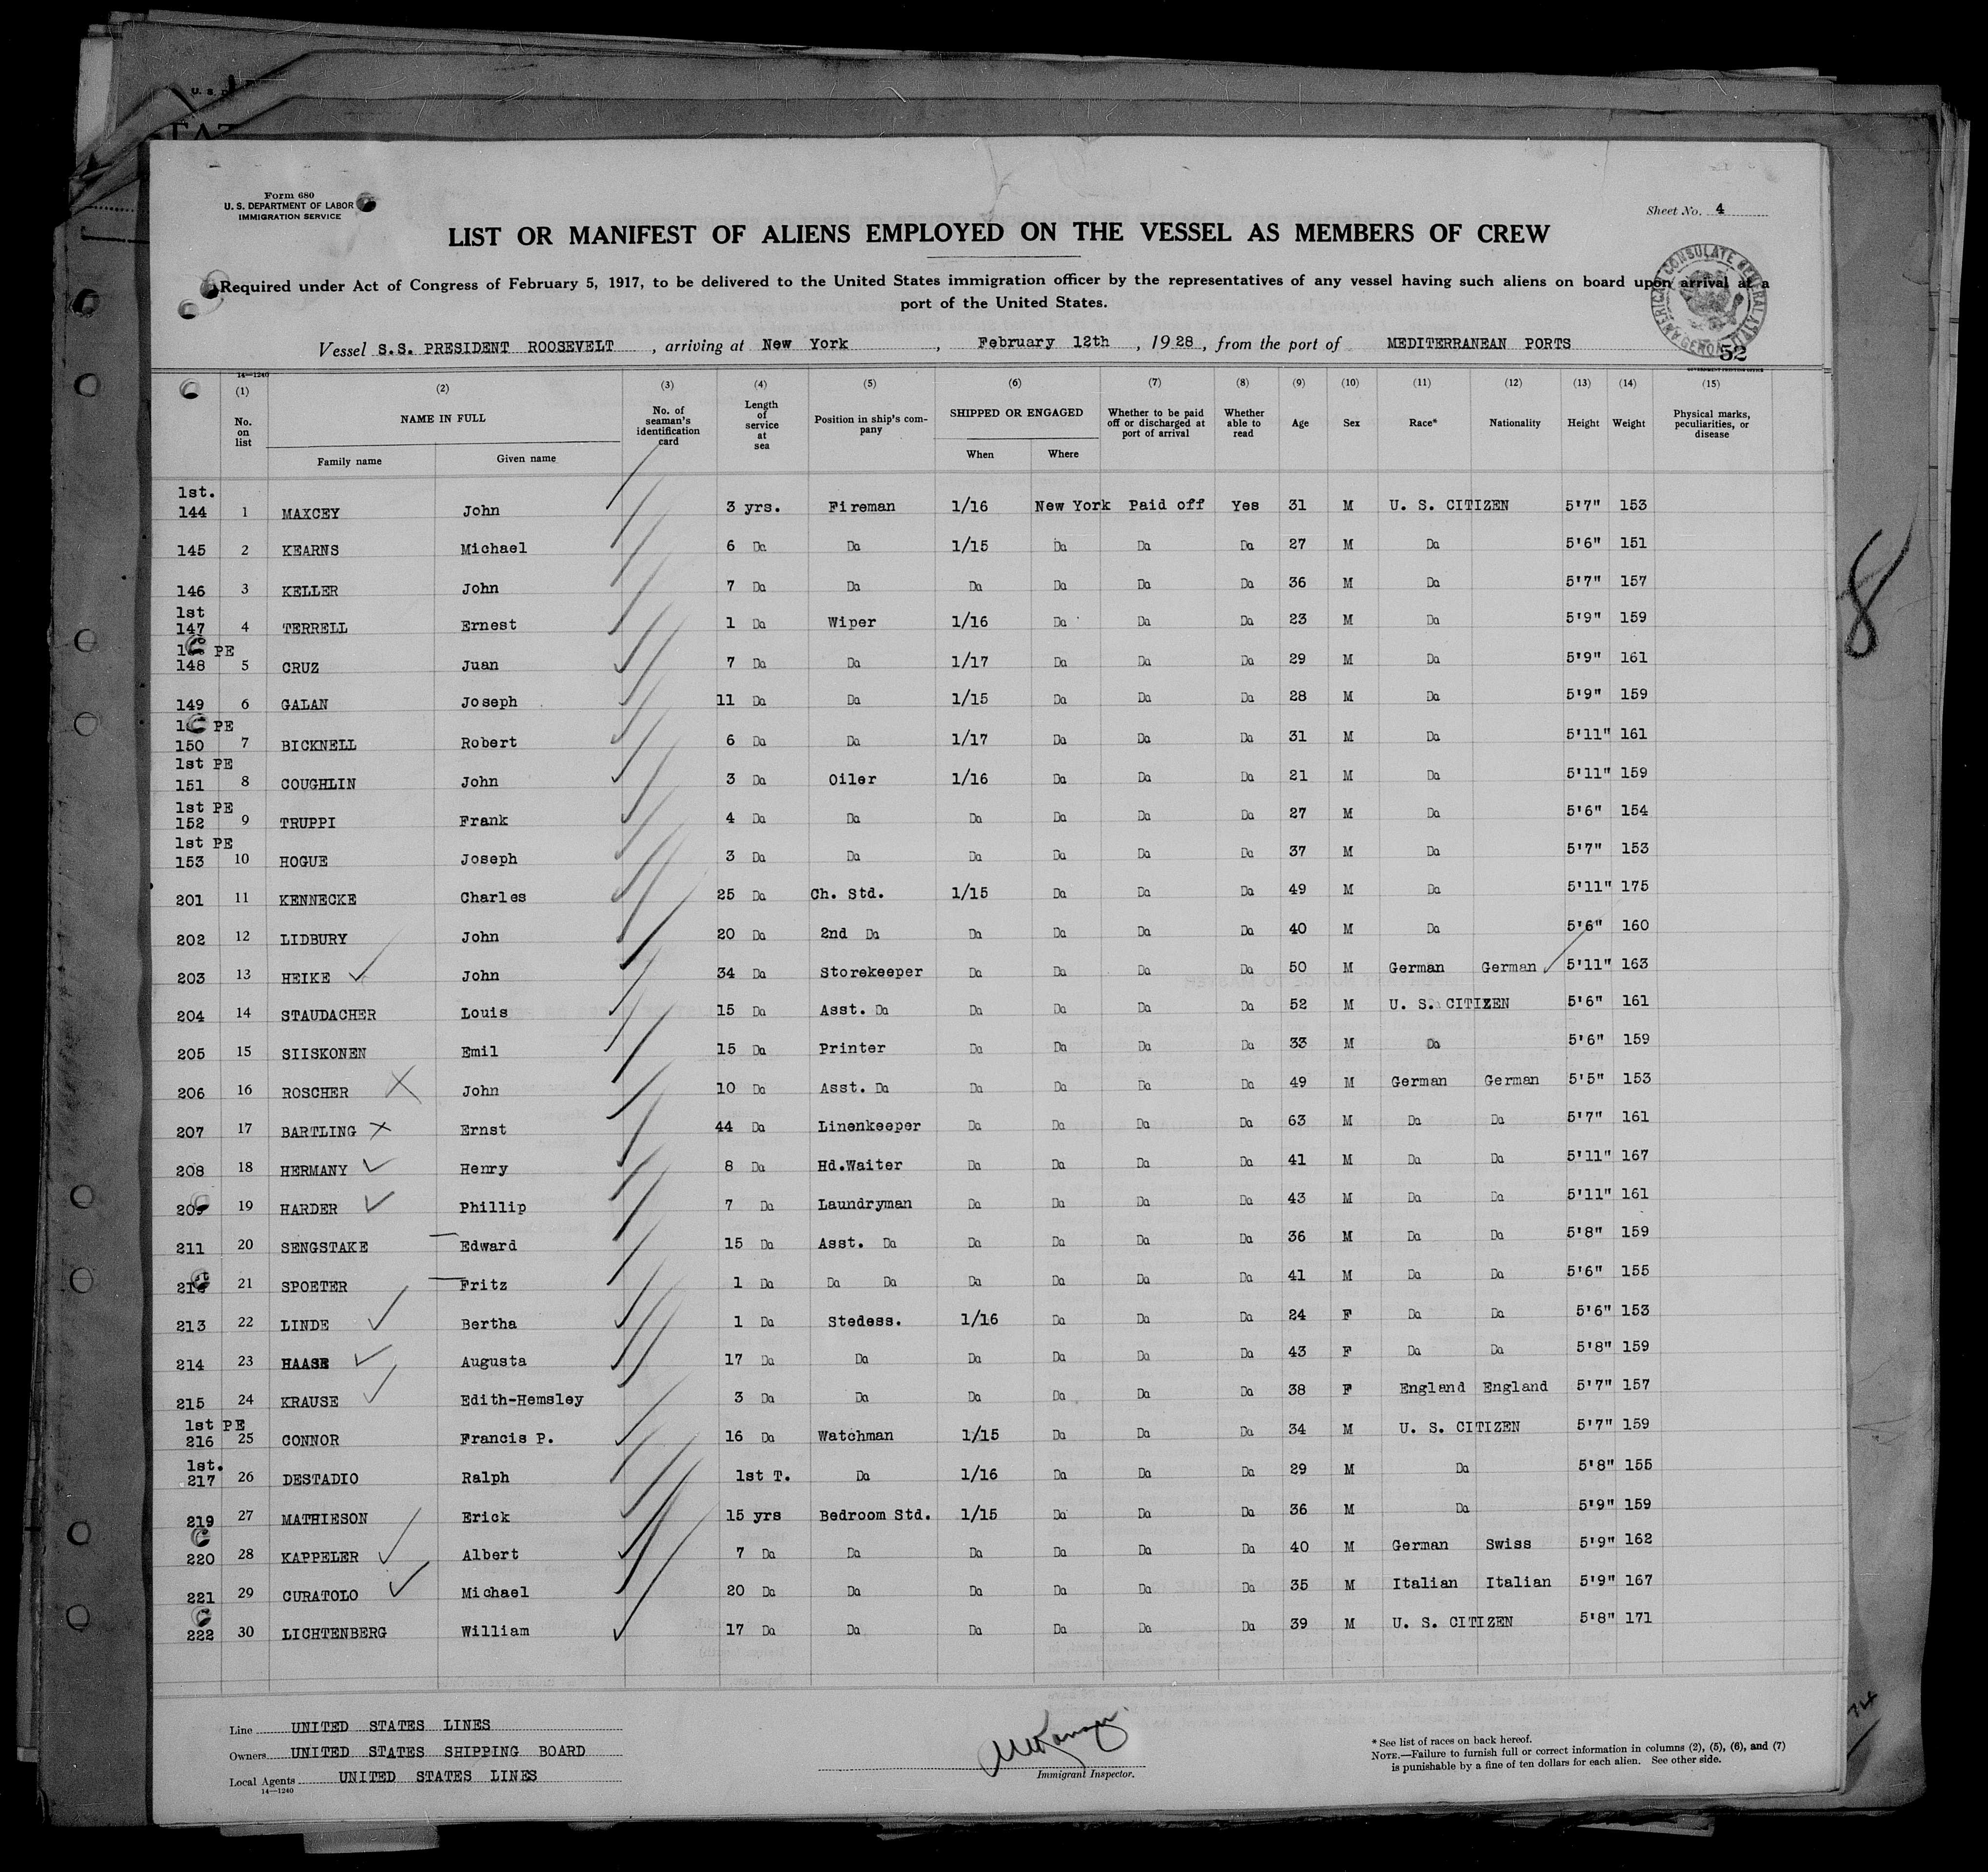 Form 680
U. S. DEPARTMENT OF LABOR
IMMIGRATION SERVICE
Sheet No. 4
LIST OR MANIFEST OF ALIENS EMPLOYED ON THE VESSEL AS MEMBERS OF CREW
Required under Act of Congress of February 5, 1917, to be delivered to the United States immigration officer by the representatives of any vessel having such aliens on board upon arrival at a
port of the United States.
AMERICAN CONSULATE GENERAL AT
Vessel S.S. PRESIDENT ROOSEVELT, arriving at New York, February 12th, 1928, from the port of MEDITERRANEAN PORTS
52
14—1240
(1) (2) (3) (4) (5) (6) (7) (8) (9) (10) (11) (12) (13) (14) (15)
No. on list NAME IN FULL Family name Given name No. of seaman's identification card Length of service at sea Position in ship's company SHIPPED OR ENGAGED When Where Whether to be paid off or discharged at port of arrival Whether able to read Age Sex Race* Nationality Height Weight Physical marks, peculiarities, or disease
1st.
144 1 MAXCEY John 3 yrs. Fireman 1/16 New York Paid off Yes 31 M U. S. CITIZEN 5'7" 153
145 2 KEARNS Michael 6 Do Do 1/15 Do Do Do 27 M Do 5'6" 151
146 3 KELLER John 7 Do Do Do Do Do Do 36 M Do 5'7" 157
1st
147 4 TERRELL Ernest 1 Do Wiper 1/16 Do Do Do 23 M Do 5'9" 159
PE
148 5 CRUZ Juan 7 Do Do 1/17 Do Do Do 29 M Do 5'9" 161
149 6 GALAN Joseph 11 Do Do 1/15 Do Do Do 28 M Do 5'9" 159
PE
150 7 BICKNELL Robert 6 Do Do 1/17 Do Do Do 31 M Do 5'11" 161
1st PE
151 8 COUGHLIN John 3 Do Oiler 1/16 Do Do Do 21 M Do 5'11" 159
1st PE
152 9 TRUPPI Frank 4 Do Do Do Do Do Do 27 M Do 5'6" 154
1st PE
153 10 HOGUE Joseph 3 Do Do Do Do Do Do 37 M Do 5'7" 153
201 11 KENNECKE Charles 25 Do Ch. Std. 1/15 Do Do Do 49 M Do 5'11" 175
202 12 LIDBURY John 20 Do 2nd Do Do Do Do Do 40 M Do 5'6" 160
203 13 HEIKE John 34 Do Storekeeper Do Do Do Do 50 M German German 5'11" 163
204 14 STAUDACHER Louis 15 Do Asst. Do Do Do Do Do 52 M U. S. CITIZEN 5'6" 161
205 15 SIISKONEN Emil 15 Do Printer Do Do Do Do 33 M Do 5'6" 159
206 16 ROSCHER John 10 Do Asst. Do Do Do Do Do 49 M German German 5'5" 153
207 17 BARTLING Ernst 44 Do Linenkeeper Do Do Do Do 63 M Do Do 5'7" 161
208 18 HERMANY Henry 8 Do Hd.Waiter Do Do Do Do 41 M Do Do 5'11" 167
209 19 HARDER Phillip 7 Do Laundryman Do Do Do Do 43 M Do Do 5'11" 161
211 20 SENGSTAKE Edward 15 Do Asst. Do Do Do Do Do 36 M Do Do 5'8" 159
21 SPOETER Fritz 1 Do Do Do Do Do Do Do 41 M Do Do 5'6" 155
213 22 LINDE Bertha 1 Do Stedess. 1/16 Do Do Do 24 F Do Do 5'6" 153
214 23 HAASE Augusta 17 Do Do Do Do Do Do 43 F Do Do 5'8" 159
215 24 KRAUSE Edith-Hemsley 3 Do Do Do Do Do Do 38 F England England 5'7" 157
1st PE
216 25 CONNOR Francis P. 16 Do Watchman 1/15 Do Do Do 34 M U. S. CITIZEN 5'7" 159
1st.
217 26 DESTADIO Ralph 1st T. Do 1/16 Do Do Do 29 M Do 5'8" 155
219 27 MATHIESON Erick 15 yrs Bedroom Std. 1/15 Do Do Do 36 M Do 5'9" 159
220 28 KAPPELER Albert 7 Do Do Do Do Do Do 40 M German Swiss 5'9" 162
221 29 CURATOLO Michael 20 Do Do Do Do Do Do 35 M Italian Italian 5'9" 167
222 30 LICHTENBERG William 17 Do Do Do Do Do Do 39 M U. S. CITIZEN 5'8" 171
8
Line UNITED STATES LINES
Owners UNITED STATES SHIPPING BOARD
Local Agents UNITED STATES LINES
14—1240
Immigrant Inspector.
* See list of races on back hereof.
NOTE.—Failure to furnish full or correct information in columns (2), (5), (6), and (7)
is punishable by a fine of ten dollars for each alien. See other side.